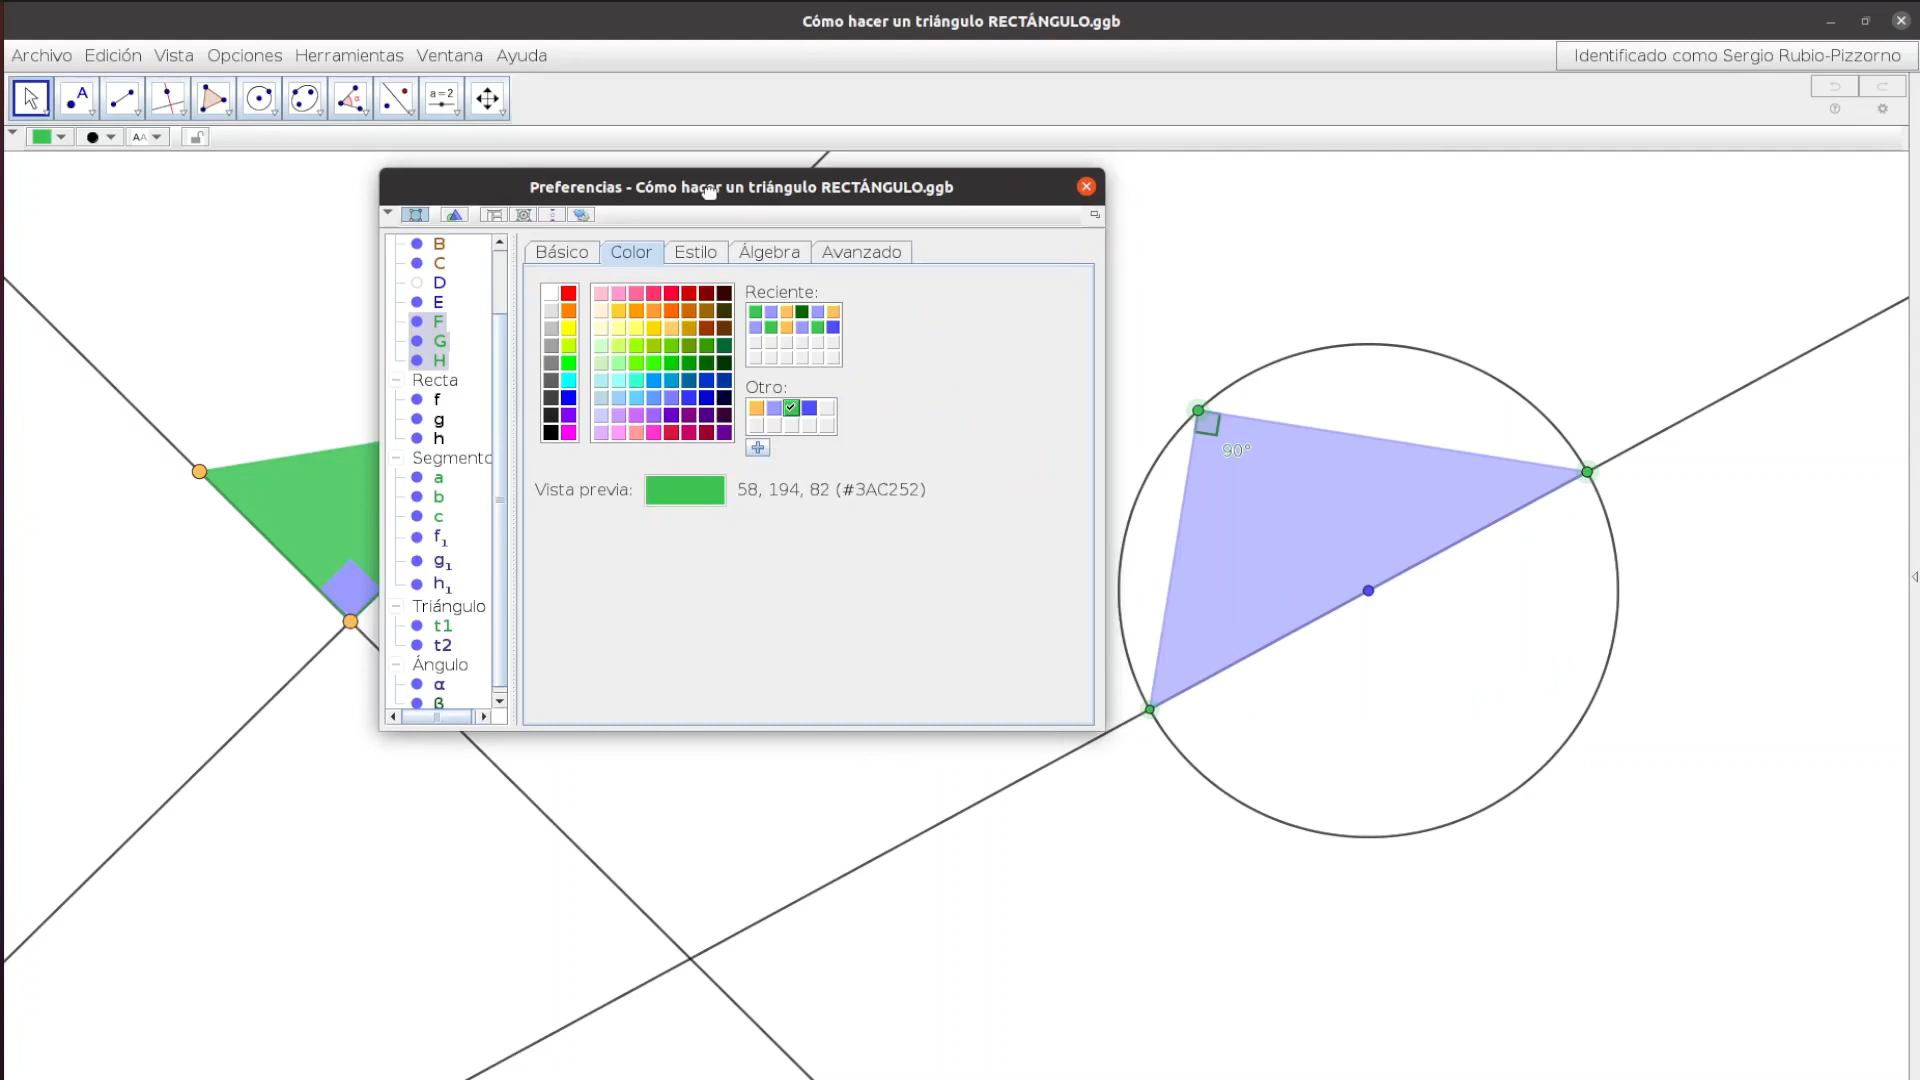 Cómo hacer un triángulo RECTÁNGULO.ggb
Archivo Edición Vista Opciones Herramientas Ventana Ayuda
Identificado como Sergio Rubio-Pizzorno
A
a=2
AA
Preferencias - Cómo hacer un triángulo RECTÁNGULO.ggb
B
C
D
E
F
G
H
Recta
f
g
h
Segmento
a
b
c
f₁
g₁
h₁
Triángulo
t1
t2
Ángulo
α
β
Básico Color Estilo Álgebra Avanzado
Reciente:
Otro:
Vista previa: 58, 194, 82 (#3AC252)
90°